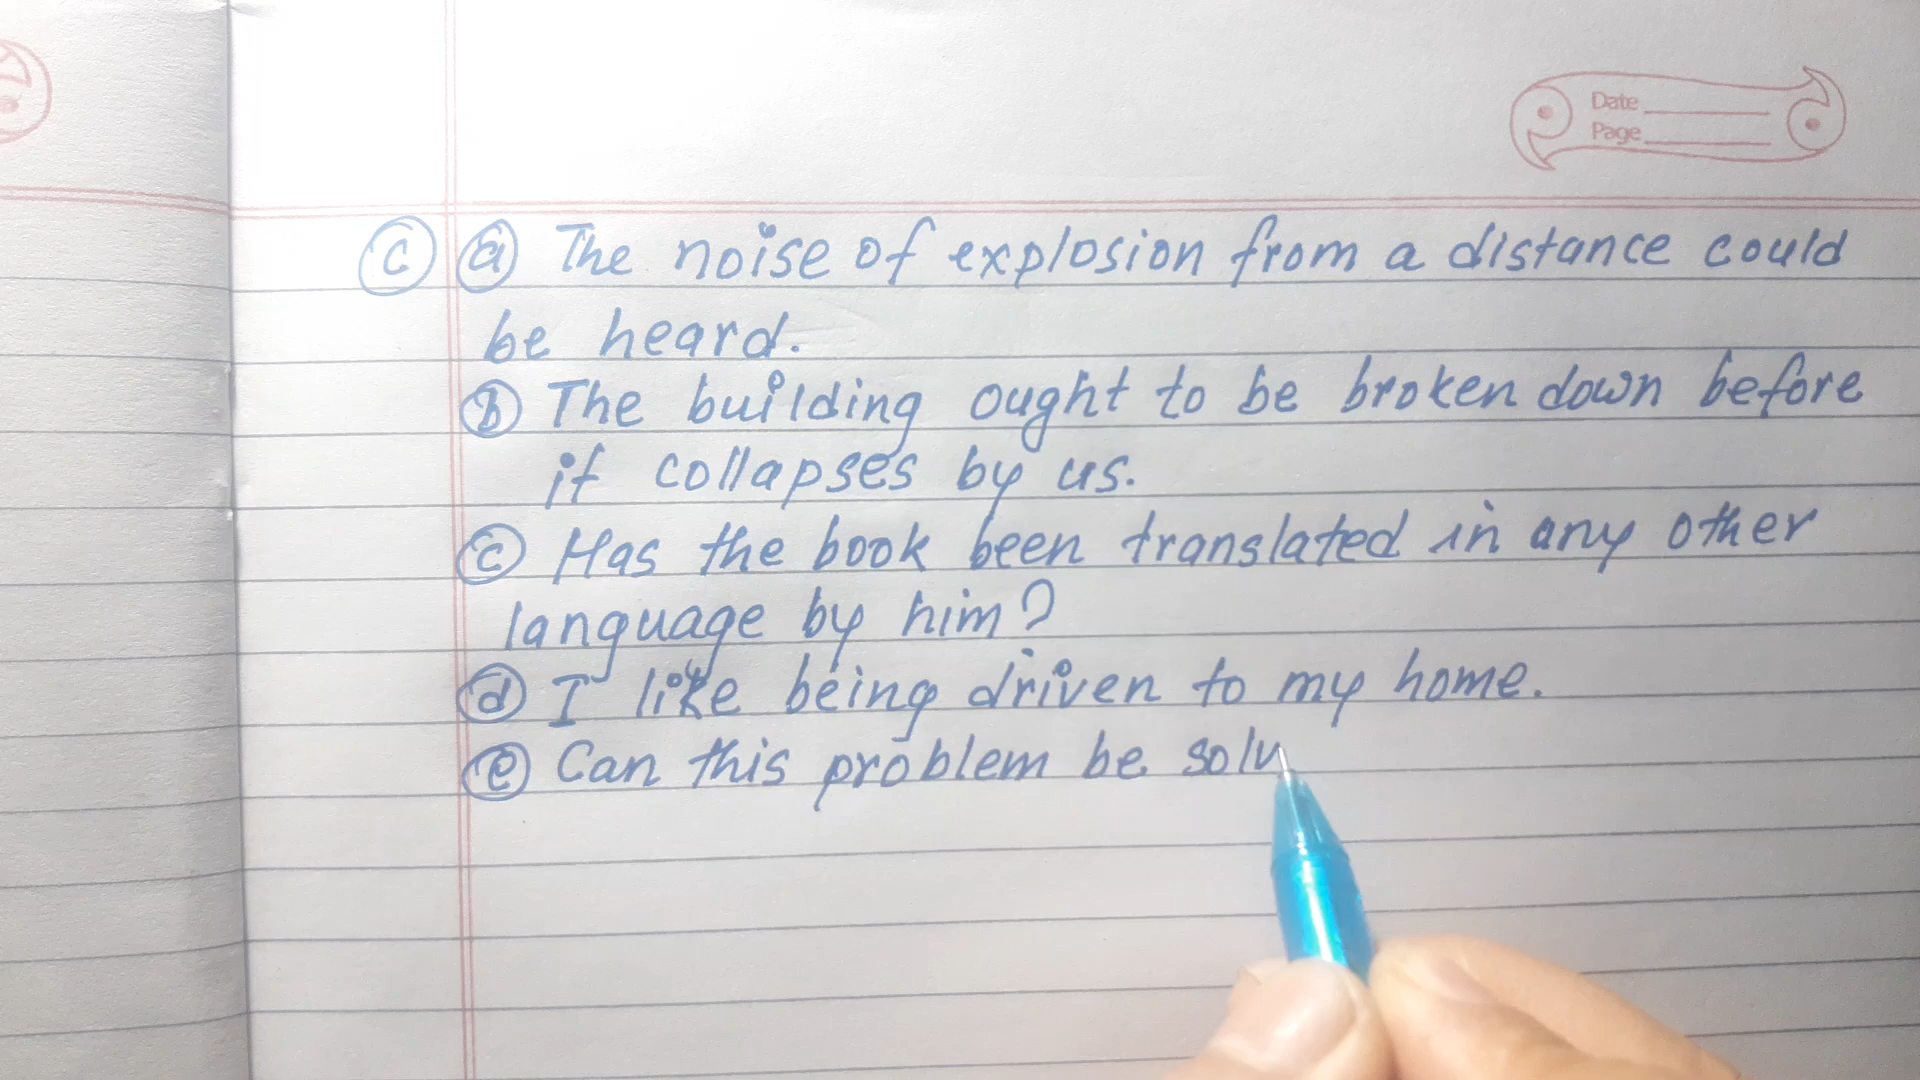 Date
Page
C a The noise of explosion from a distance could
be heard.
b The building ought to be broken down before
it collapses by us.
c Has the book been translated in any other
language by him?
d I like being driven to my home.
e Can this problem be solv